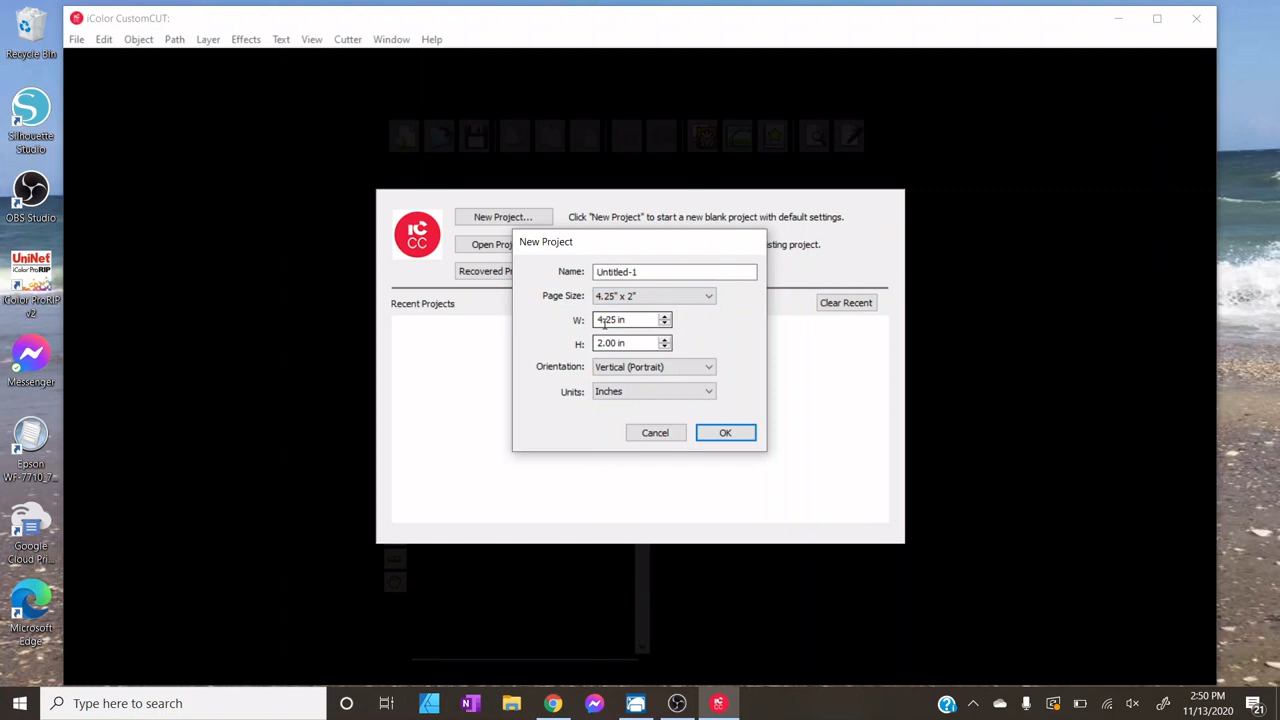 iColor CustomCUT:
File Edit Object Path Layer Effects Text View Cutter Window Help
Recycle Bin
Silhouette
Studio
OBS Studio
UniNet
iColor ProRIP
iColor ProRIP
v2
Messenger
Epson
WF-7710_7...
Google
Cloud Pri...
Microsoft
Edge
iC
CC
New Project... Click "New Project" to start a new blank project with default settings.
Open Proj
isting project.
Recovered Pr
Recent Projects
Clear Recent
New Project
Name: Untitled-1
Page Size: 4.25" x 2"
W: 4.25 in
H: 2.00 in
Orientation: Vertical (Portrait)
Units: Inches
Cancel OK
Type here to search
2:50 PM
11/13/2020
21